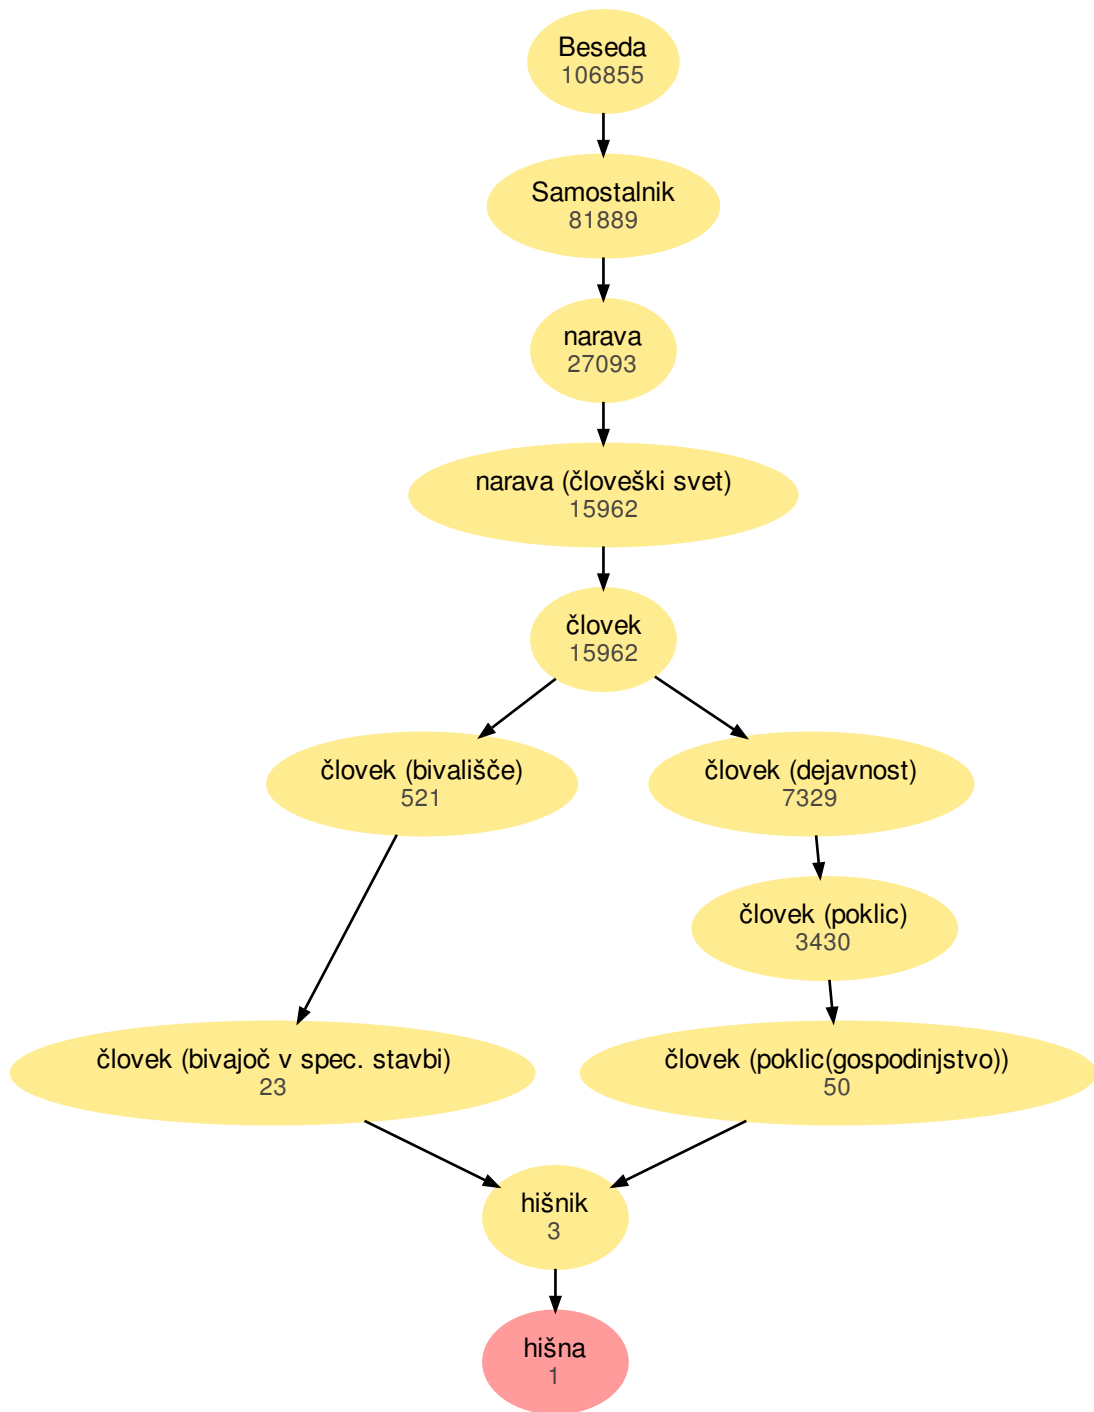 Beseda
106855
Samostalnik
81889
narava
27093
narava (človeški svet)
15962
človek
15962
človek (bivališče)
521
človek (dejavnost)
7329
človek (poklic)
3430
človek (bivajoč v spec. stavbi)
23
človek (poklic(gospodinjstvo))
50
hišnik
3
hišna
1